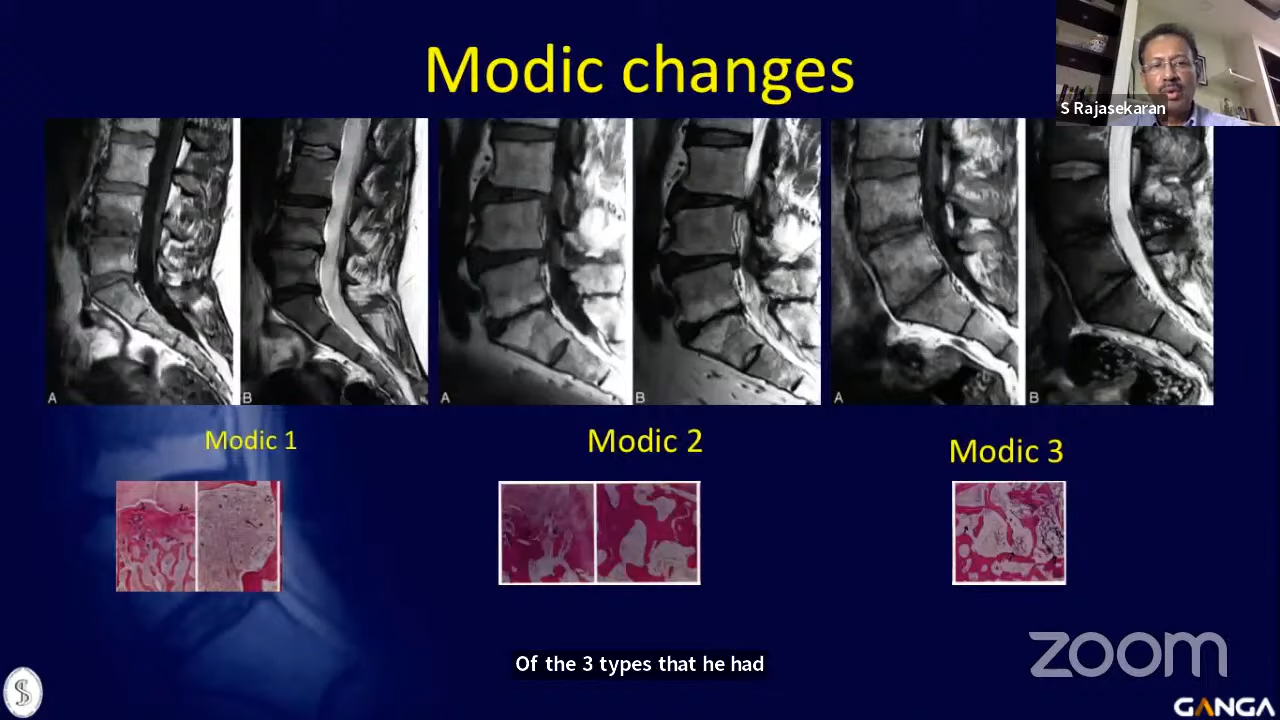 Modic changes
S Rajasekaran
A
B
A
B
A
B
Modic 1
Modic 2
Modic 3
Of the 3 types that he had
zoom
GANGA